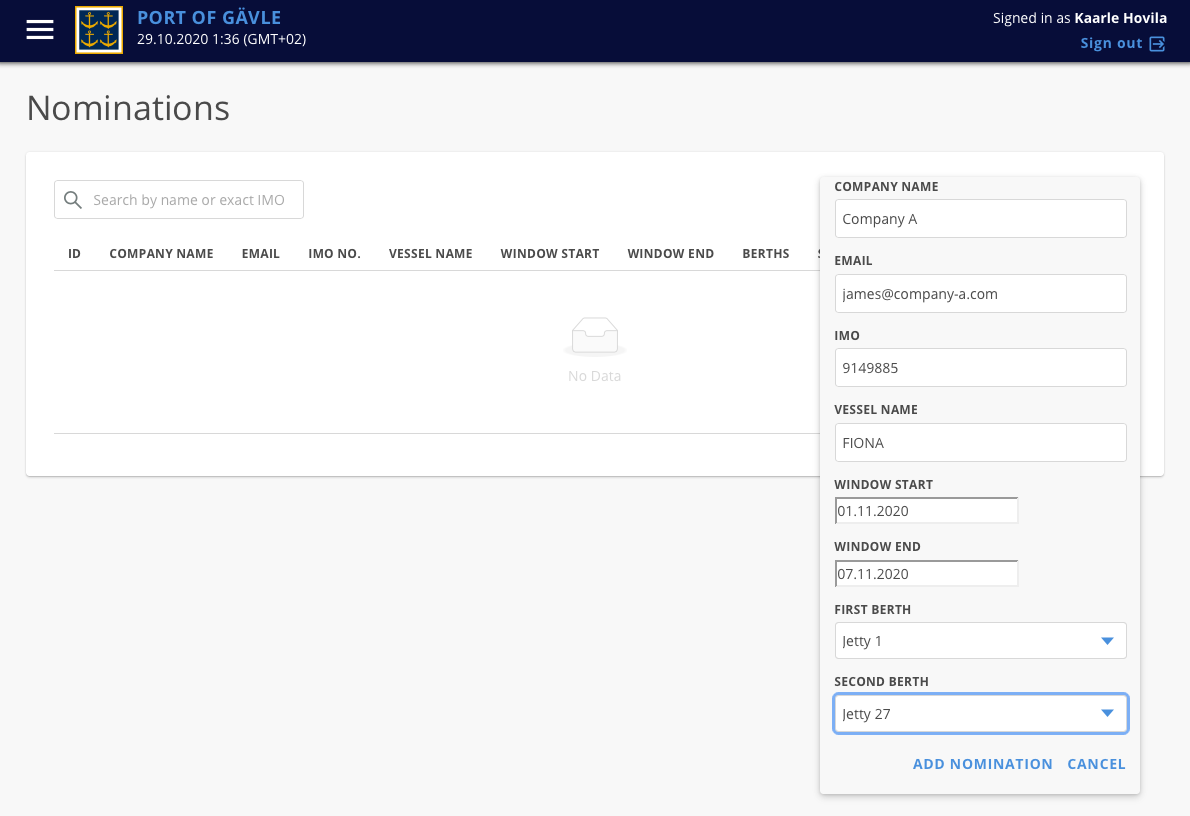 PORT OF GÄVLE
29.10.2020 1:36 (GMT+02)
Signed in as Kaarle Hovila
Sign out
Nominations
Search by name or exact IMO
ID COMPANY NAME EMAIL IMO NO. VESSEL NAME WINDOW START WINDOW END BERTHS
No Data
COMPANY NAME
Company A
EMAIL
james@company-a.com
IMO
9149885
VESSEL NAME
FIONA
WINDOW START
01.11.2020
WINDOW END
07.11.2020
FIRST BERTH
Jetty 1
SECOND BERTH
Jetty 27
ADD NOMINATION CANCEL